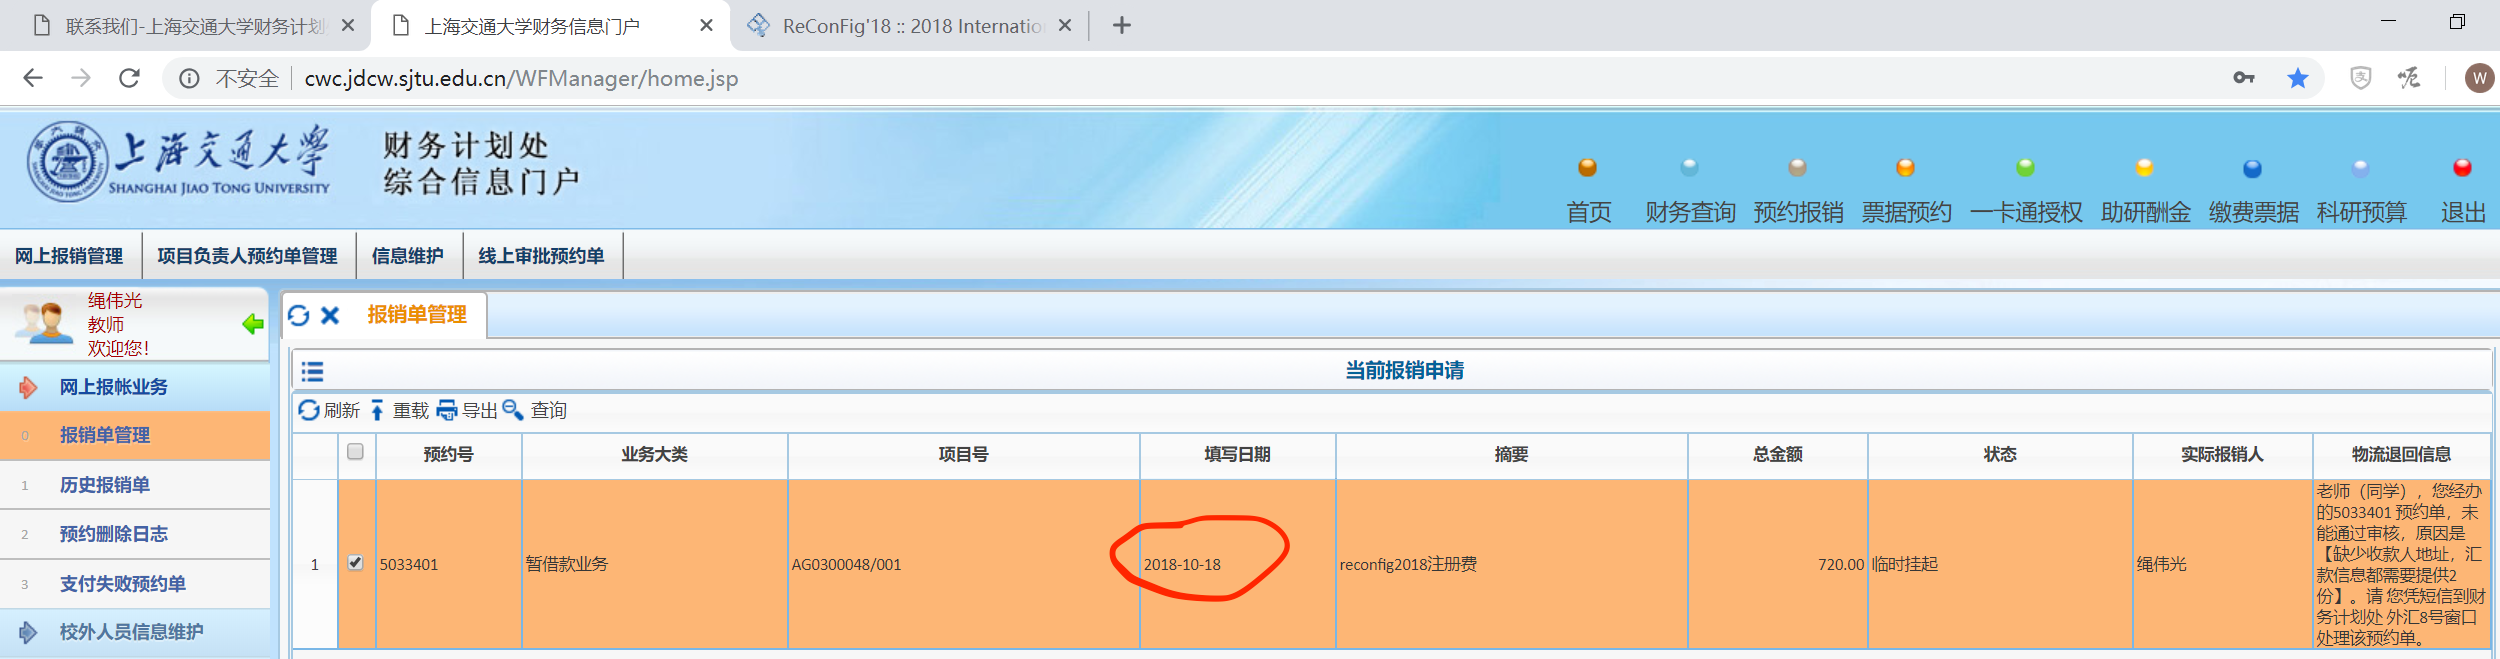 联系我们-上海交通大学财务计划
上海交通大学财务信息门户
ReConFig'18 :: 2018 Internatio
不安全
cwc.jdcw.sjtu.edu.cn/WFManager/home.jsp
W
上海交通大学
SHANGHAI JIAO TONG UNIVERSITY
财务计划处
综合信息门户
首页 财务查询 预约报销 票据预约 一卡通授权 助研酬金 缴费票据 科研预算 退出
网上报销管理 项目负责人预约单管理 信息维护 线上审批预约单
绳伟光
教师
欢迎您！
网上报帐业务
0 报销单管理
1 历史报销单
2 预约删除日志
3 支付失败预约单
校外人员信息维护
报销单管理
当前报销申请
刷新 重载 导出 查询
预约号 业务大类 项目号 填写日期 摘要 总金额 状态 实际报销人 物流退回信息
1 5033401 暂借款业务 AG0300048/001 2018-10-18 reconfig2018注册费 720.00 临时挂起 绳伟光
老师（同学），您经办
的5033401 预约单，未
能通过审核，原因是
【缺少收款人地址，汇
款信息都需要提供2
份】。请 您凭短信到财
务计划处 外汇8号窗口
处理该预约单。